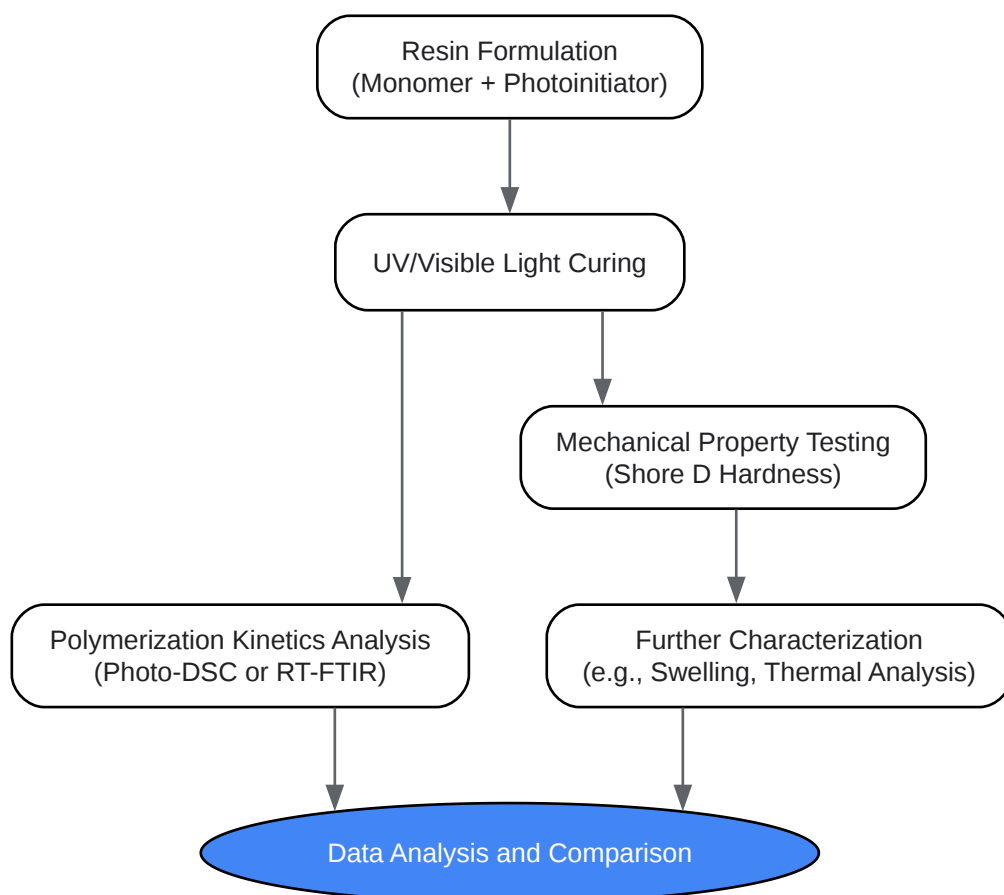 Resin Formulation
(Monomer + Photoinitiator)
UV/Visible Light Curing
Mechanical Property Testing
(Shore D Hardness)
Polymerization Kinetics Analysis
(Photo-DSC or RT-FTIR)
Further Characterization
(e.g., Swelling, Thermal Analysis)
Data Analysis and Comparison